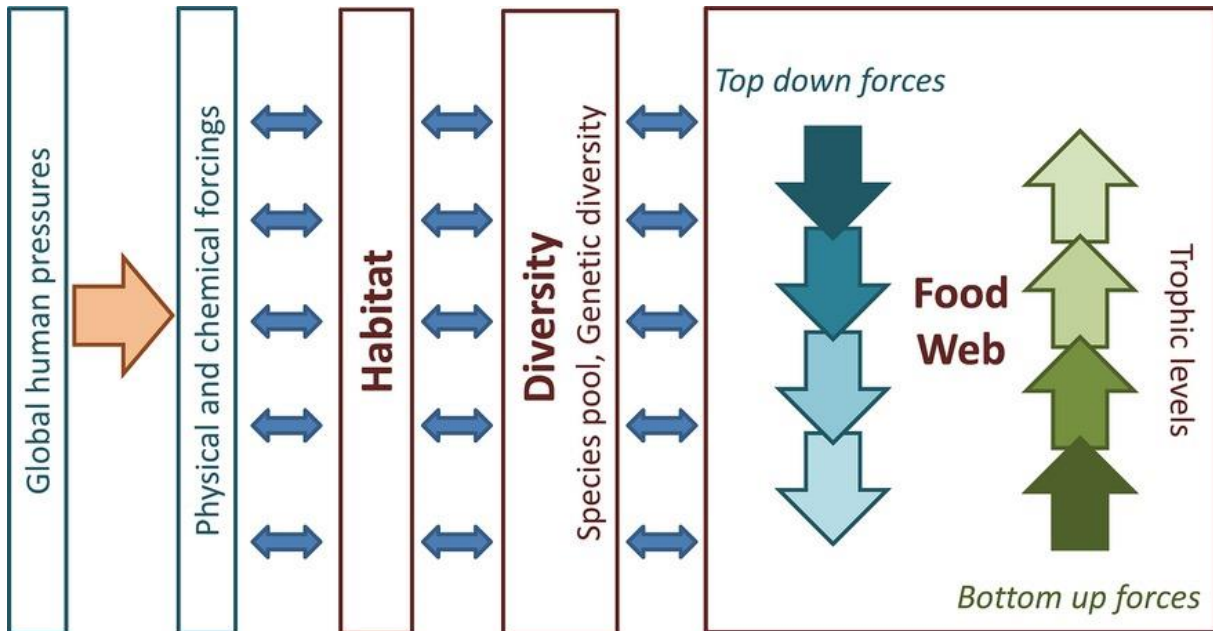 Global human pressures
Physical and chemical forcings
Habitat
Diversity
Species pool, Genetic diversity
Top down forces
Food
Web
Trophic levels
Bottom up forces